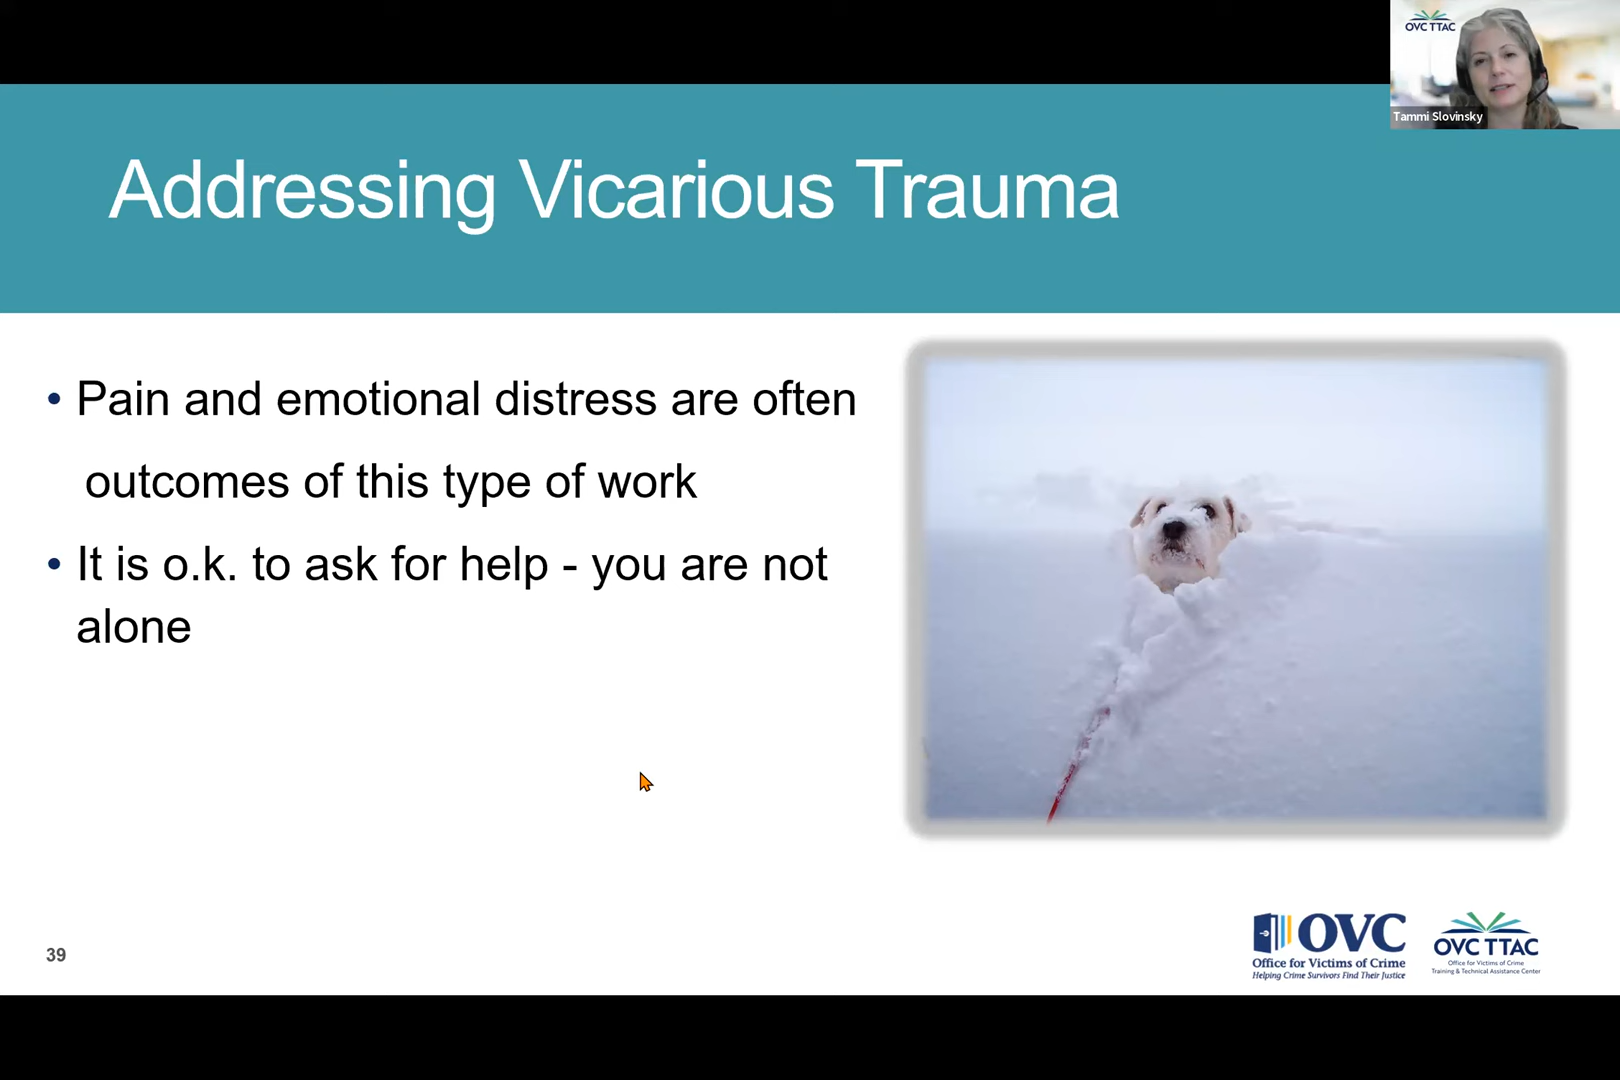 OVC TTAC
Tammi Slovinsky
Addressing Vicarious Trauma
• Pain and emotional distress are often
outcomes of this type of work
• It is o.k. to ask for help - you are not
alone
39
OVC
Office for Victims of Crime
Helping Crime Survivors Find Their Justice
OVC TTAC
Office for Victims of Crime
Training & Technical Assistance Center